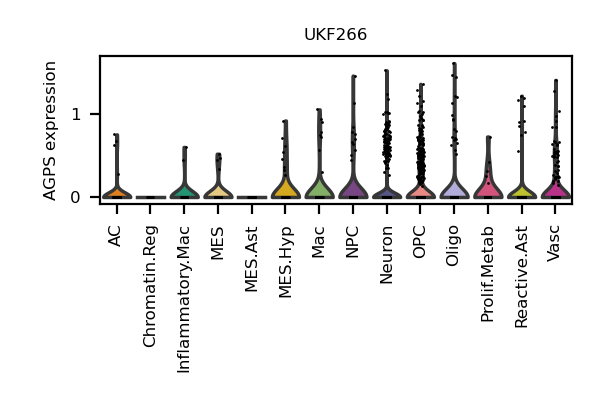 UKF266
AGPS expression
1
0
AC
Chromatin.Reg
Inflammatory.Mac
MES
MES.Ast
MES.Hyp
Mac
NPC
Neuron
OPC
Oligo
Prolif.Metab
Reactive.Ast
Vasc